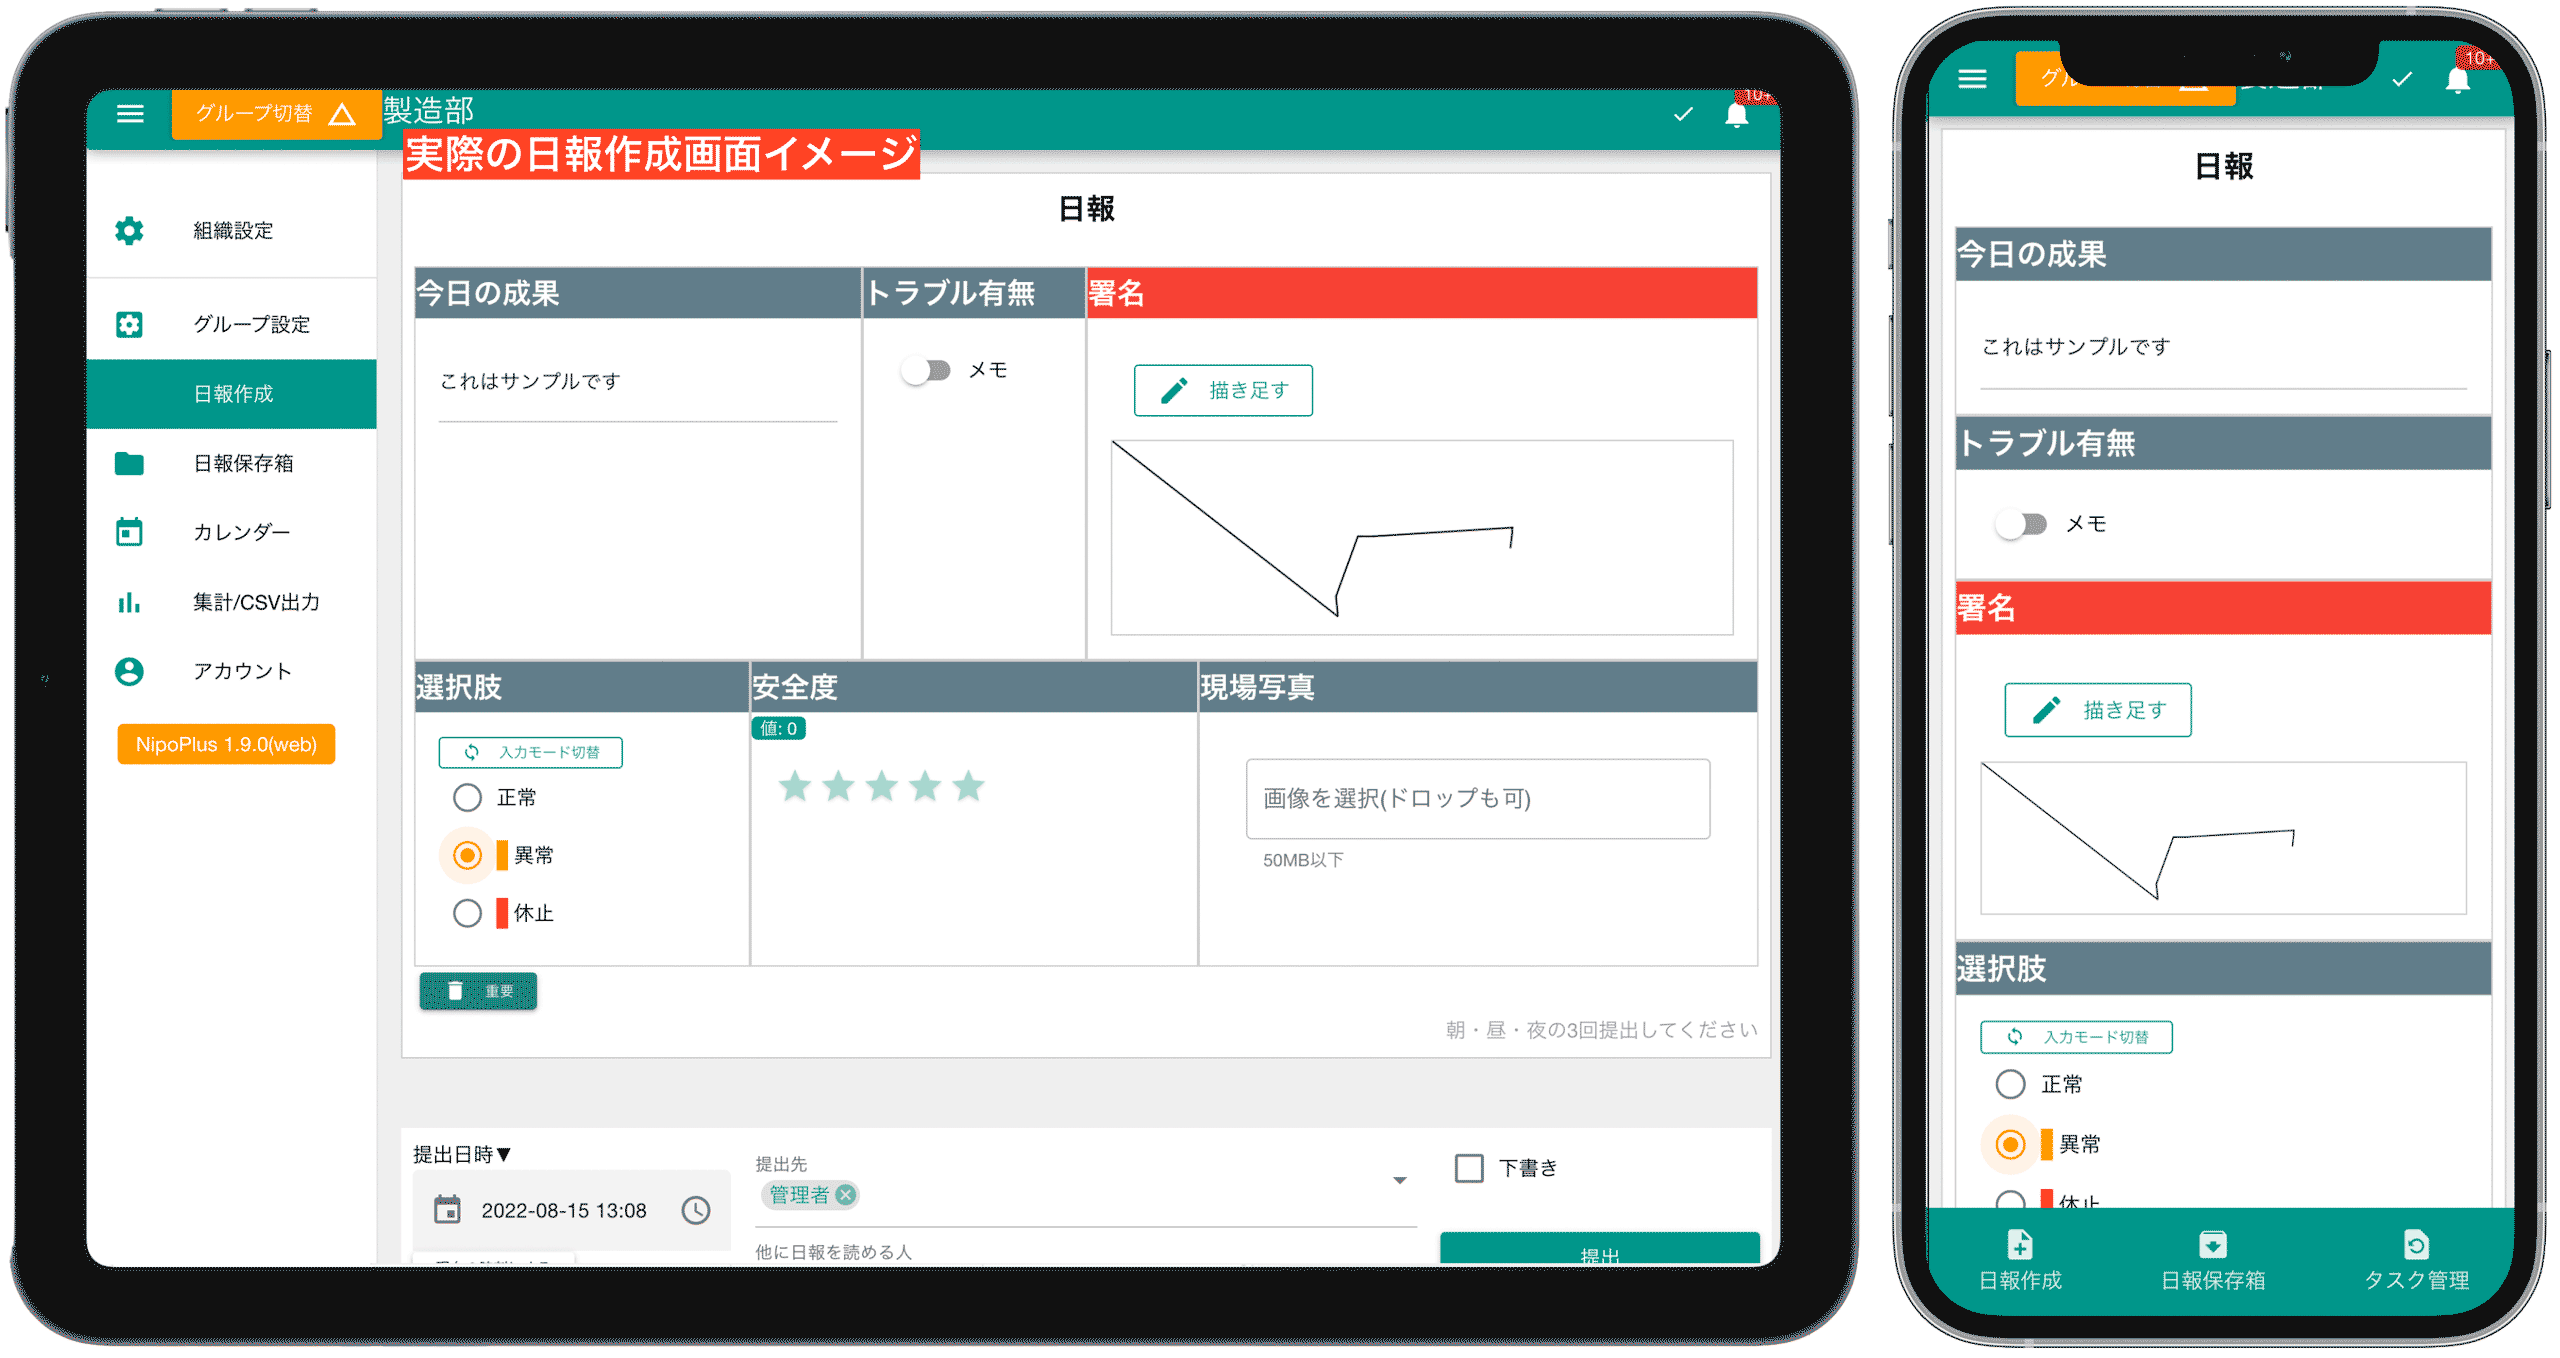 グループ切替
製造部
10+
実際の日報作成画面イメージ
組織設定
グループ設定
日報作成
日報保存箱
カレンダー
集計/CSV出力
アカウント
NipoPlus 1.9.0(web)
日報
今日の成果
トラブル有無
署名
これはサンプルです
メモ
描き足す
選択肢
安全度
現場写真
入力モード切替
値: 0
正常
異常
休止
画像を選択(ドロップも可)
50MB以下
重要
朝・昼・夜の3回提出してください
提出日時▼
2022-08-15 13:08
提出先
管理者
他に日報を読める人
下書き
提出
10+
日報
今日の成果
これはサンプルです
トラブル有無
メモ
署名
描き足す
選択肢
入力モード切替
正常
異常
休止
日報作成
日報保存箱
タスク管理